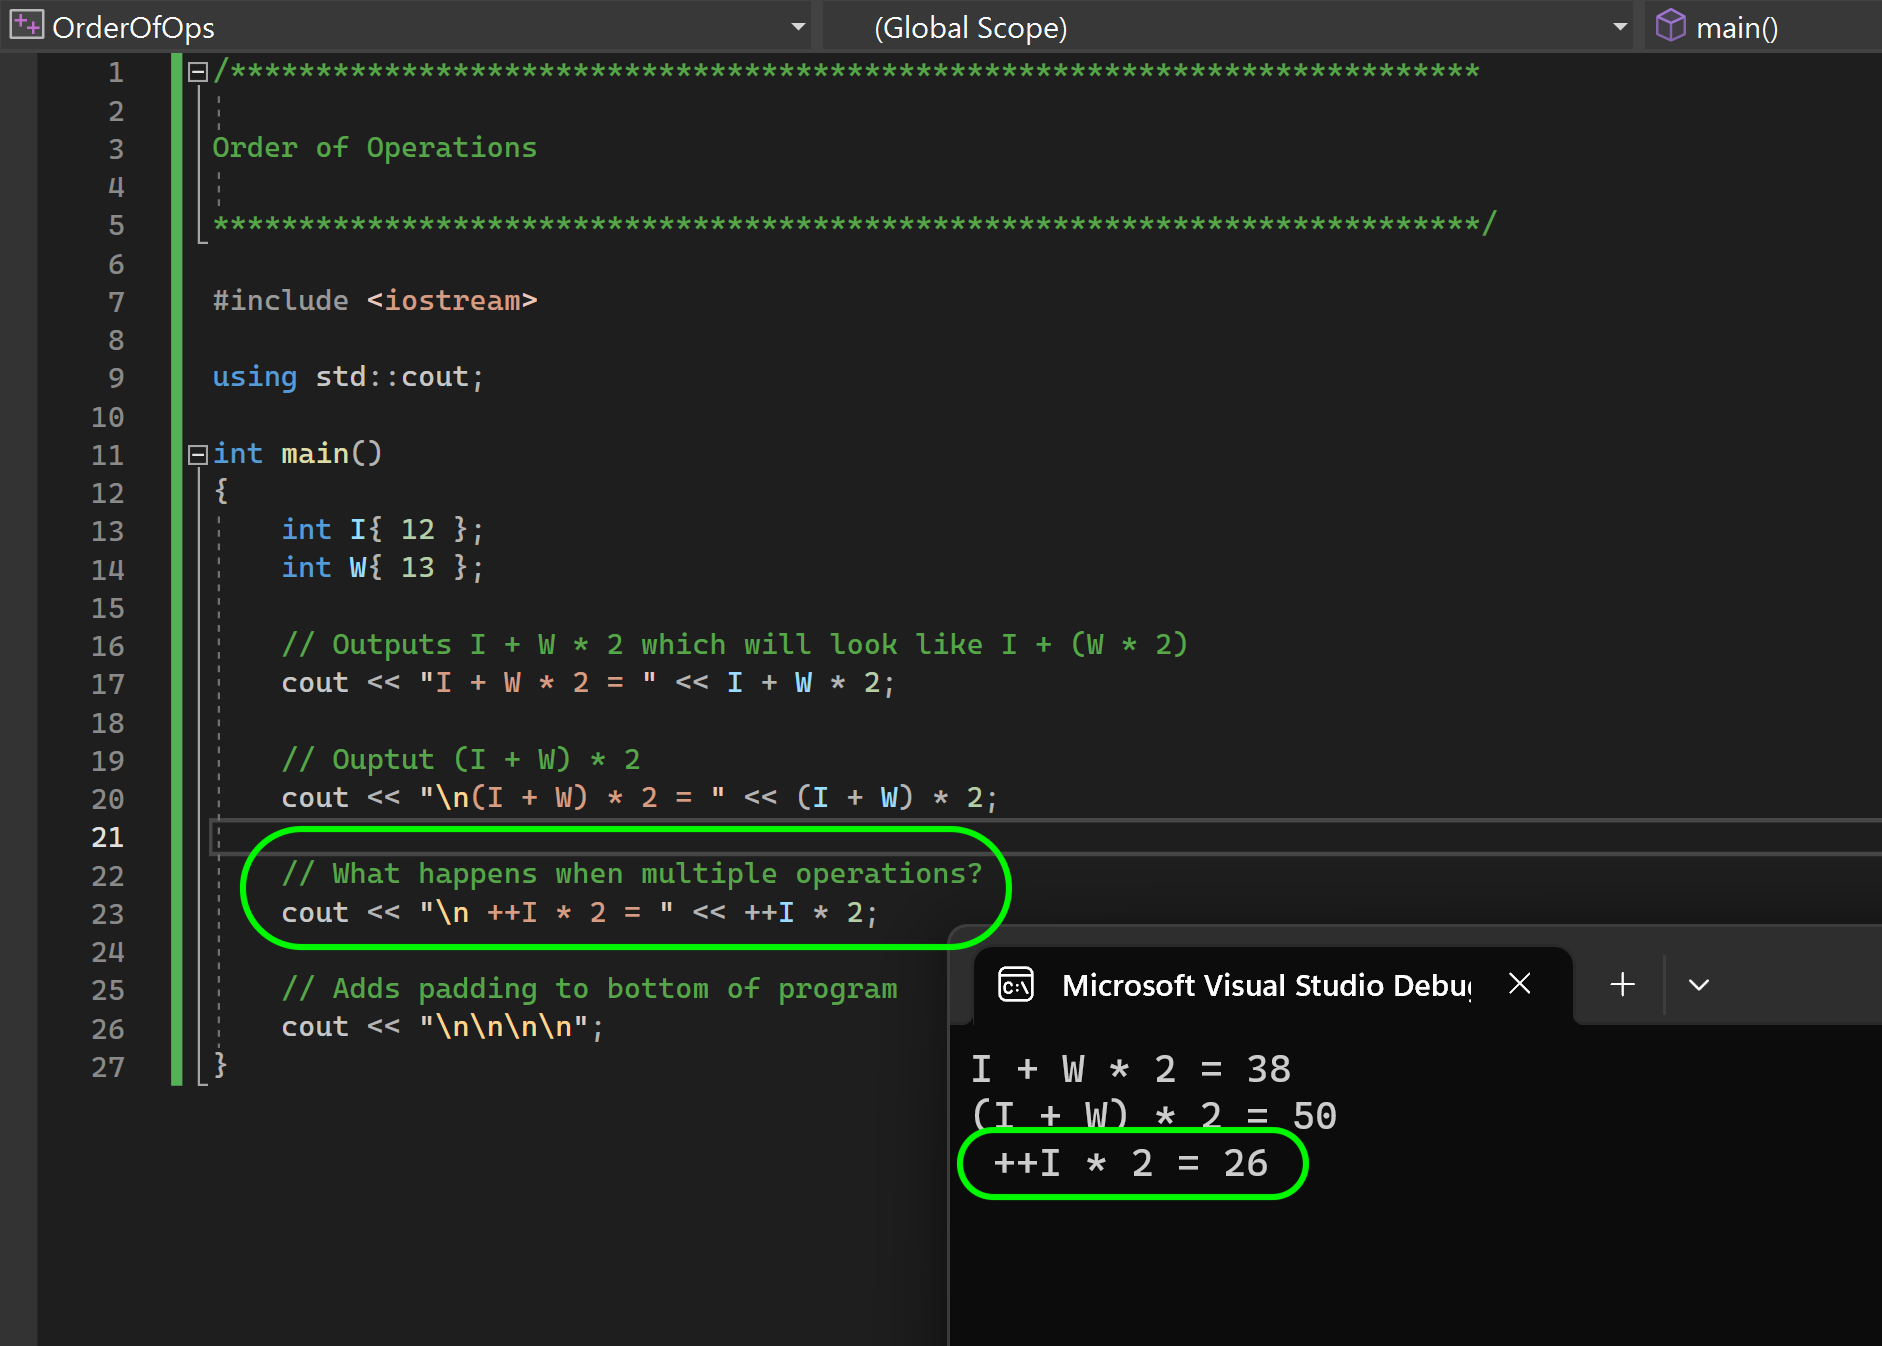 OrderOfOps (Global Scope) main()
1 /*************************************************************************
2
3 Order of Operations
4
5 **************************************************************************/
6
7 #include <iostream>
8
9 using std::cout;
10
11 int main()
12 {
13 int I{ 12 };
14 int W{ 13 };
15
16 // Outputs I + W * 2 which will look like I + (W * 2)
17 cout << "I + W * 2 = " << I + W * 2;
18
19 // Ouptut (I + W) * 2
20 cout << "\n(I + W) * 2 = " << (I + W) * 2;
21
22 // What happens when multiple operations?
23 cout << "\n ++I * 2 = " << ++I * 2;
24
25 // Adds padding to bottom of program
26 cout << "\n\n\n\n";
27 }
C:\ Microsoft Visual Studio Debug
I + W * 2 = 38
(I + W) * 2 = 50
++I * 2 = 26